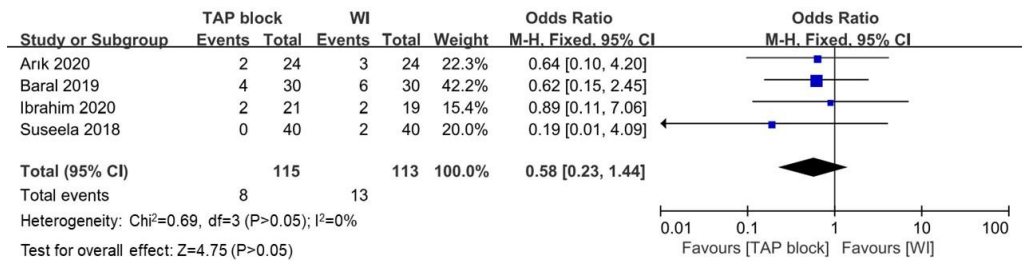 TAP block WI Odds Ratio Odds Ratio
Study or Subgroup Events Total Events Total Weight M-H, Fixed, 95% CI M-H, Fixed, 95% CI
Arık 2020 2 24 3 24 22.3% 0.64 [0.10, 4.20]
Baral 2019 4 30 6 30 42.2% 0.62 [0.15, 2.45]
Ibrahim 2020 2 21 2 19 15.4% 0.89 [0.11, 7.06]
Suseela 2018 0 40 2 40 20.0% 0.19 [0.01, 4.09]
Total (95% CI) 115 113 100.0% 0.58 [0.23, 1.44]
Total events 8 13
Heterogeneity: Chi²=0.69, df=3 (P>0.05); I²=0%
Test for overall effect: Z=4.75 (P>0.05)
0.01 0.1 1 10 100
Favours [TAP block] Favours [WI]